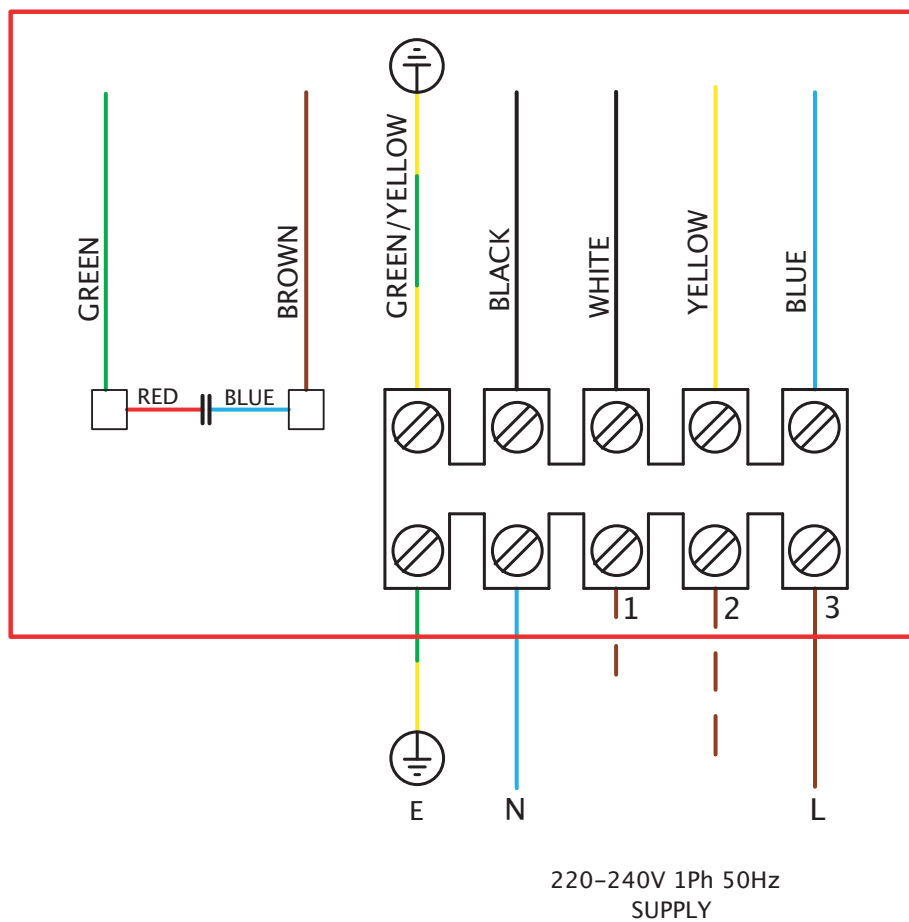 GREEN
BROWN
GREEN/YELLOW
BLACK
WHITE
YELLOW
BLUE
RED
BLUE
1
2
3
E
N
L
220-240V 1Ph 50Hz
SUPPLY